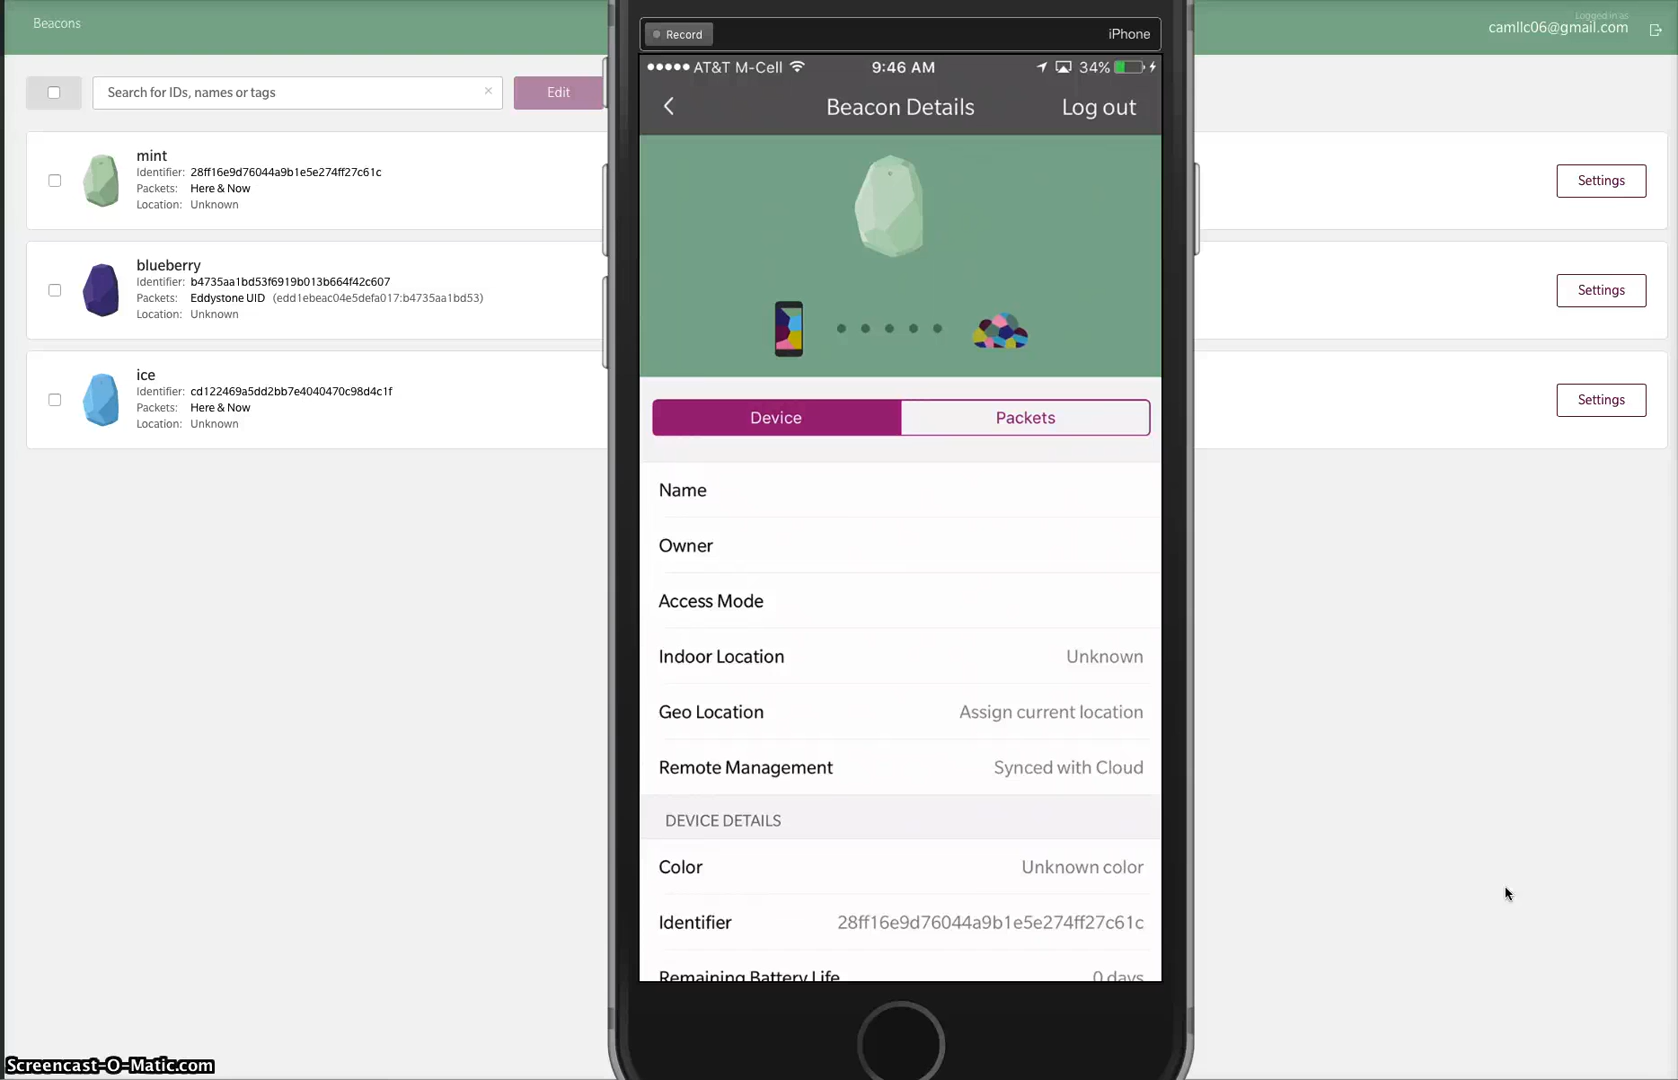 Beacons
Logged in as
camllc06@gmail.com
Search for IDs, names or tags ×
Edit
mint
Identifier: 28ff16e9d76044a9b1e5e274ff27c61c
Packets: Here & Now
Location: Unknown
Settings
blueberry
Identifier: b4735aa1bd53f6919b013b664f42c607
Packets: Eddystone UID (edd1ebeac04e5defa017:b4735aa1bd53)
Location: Unknown
Settings
ice
Identifier: cd122469a5dd2bb7e4040470c98d4c1f
Packets: Here & Now
Location: Unknown
Settings
Record
iPhone
AT&T M-Cell 9:46 AM 34%
Beacon Details Log out
Device Packets
Name
Owner
Access Mode
Indoor Location Unknown
Geo Location Assign current location
Remote Management Synced with Cloud
DEVICE DETAILS
Color Unknown color
Identifier 28ff16e9d76044a9b1e5e274ff27c61c
Remaining Battery Life 0 days
Screencast-O-Matic.com